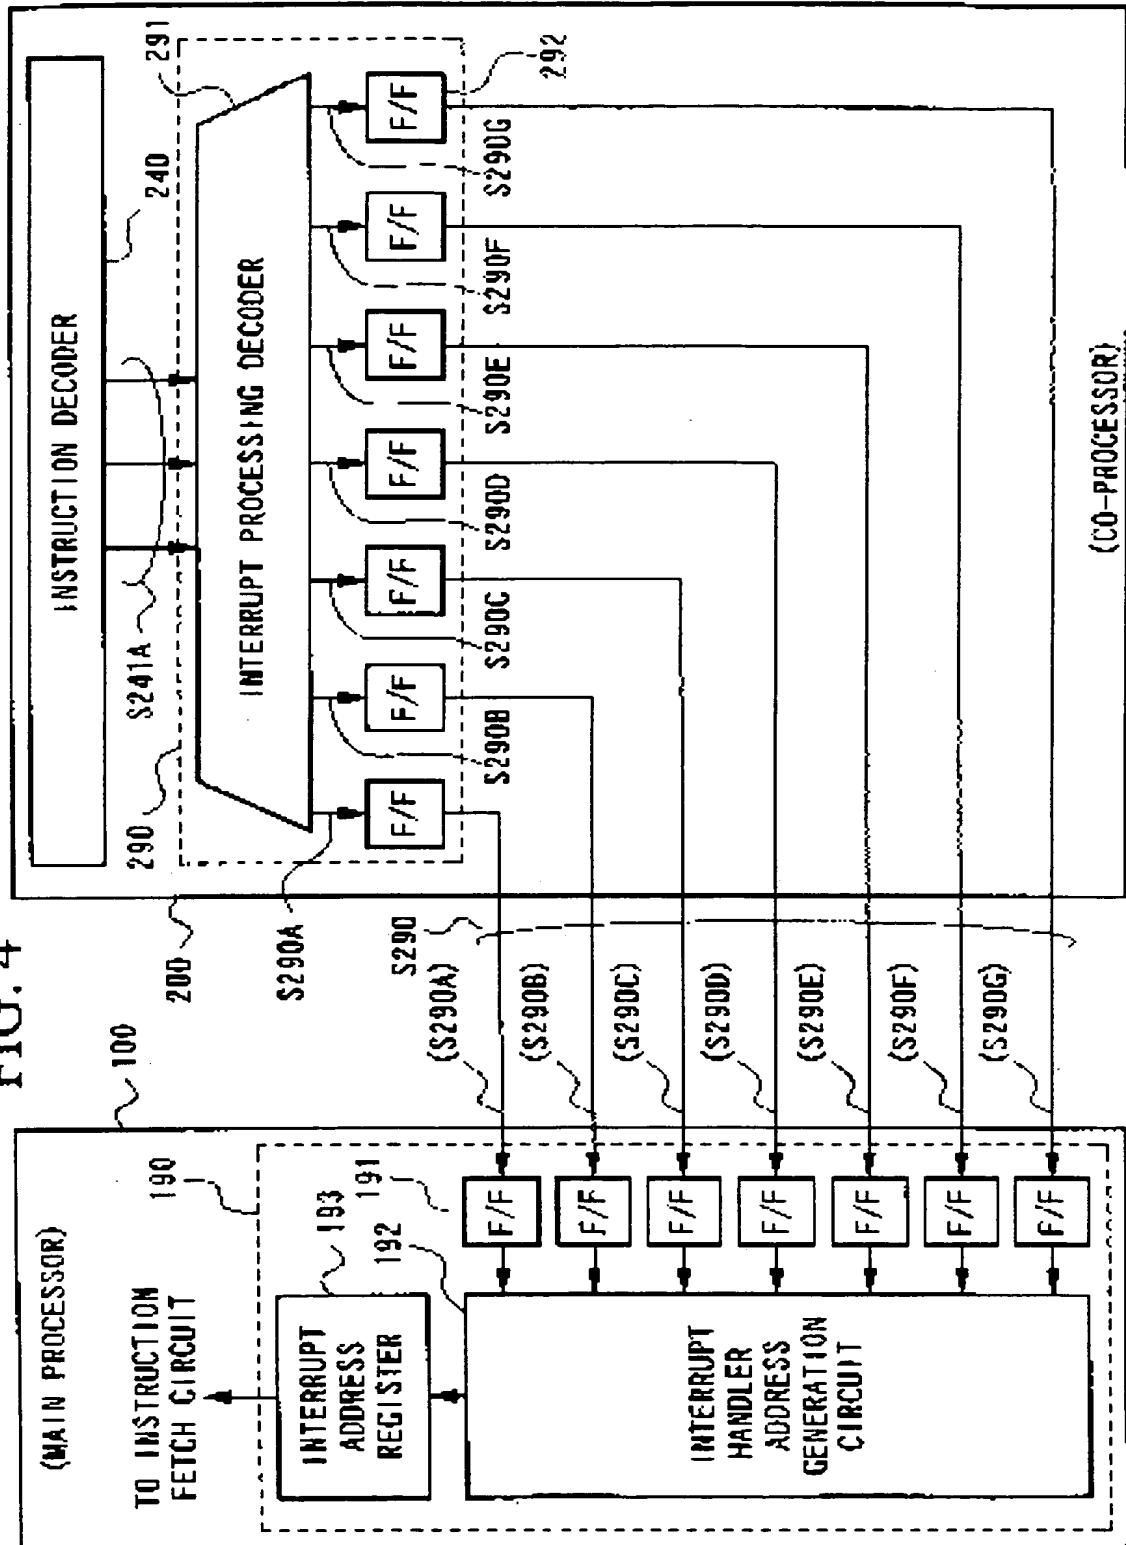 FIG. 4
(MAIN PROCESSOR)
100
TO INSTRUCTION
FETCH CIRCUIT
190
INTERRUPT
ADDRESS
REGISTER
193
192
191
INTERRUPT
HANDLER
ADDRESS
GENERATION
CIRCUIT
F/F
F/F
F/F
F/F
F/F
F/F
F/F
(S290A)
(S290B)
(S290C)
(S290D)
(S290E)
(S290F)
(S290G)
S290
200
290
S241A
INSTRUCTION DECODER
240
291
INTERRUPT PROCESSING DECODER
F/F
F/F
F/F
F/F
F/F
F/F
F/F
292
S290A
S290B
S290C
S290D
S290E
S290F
S290G
(CO-PROCESSOR)